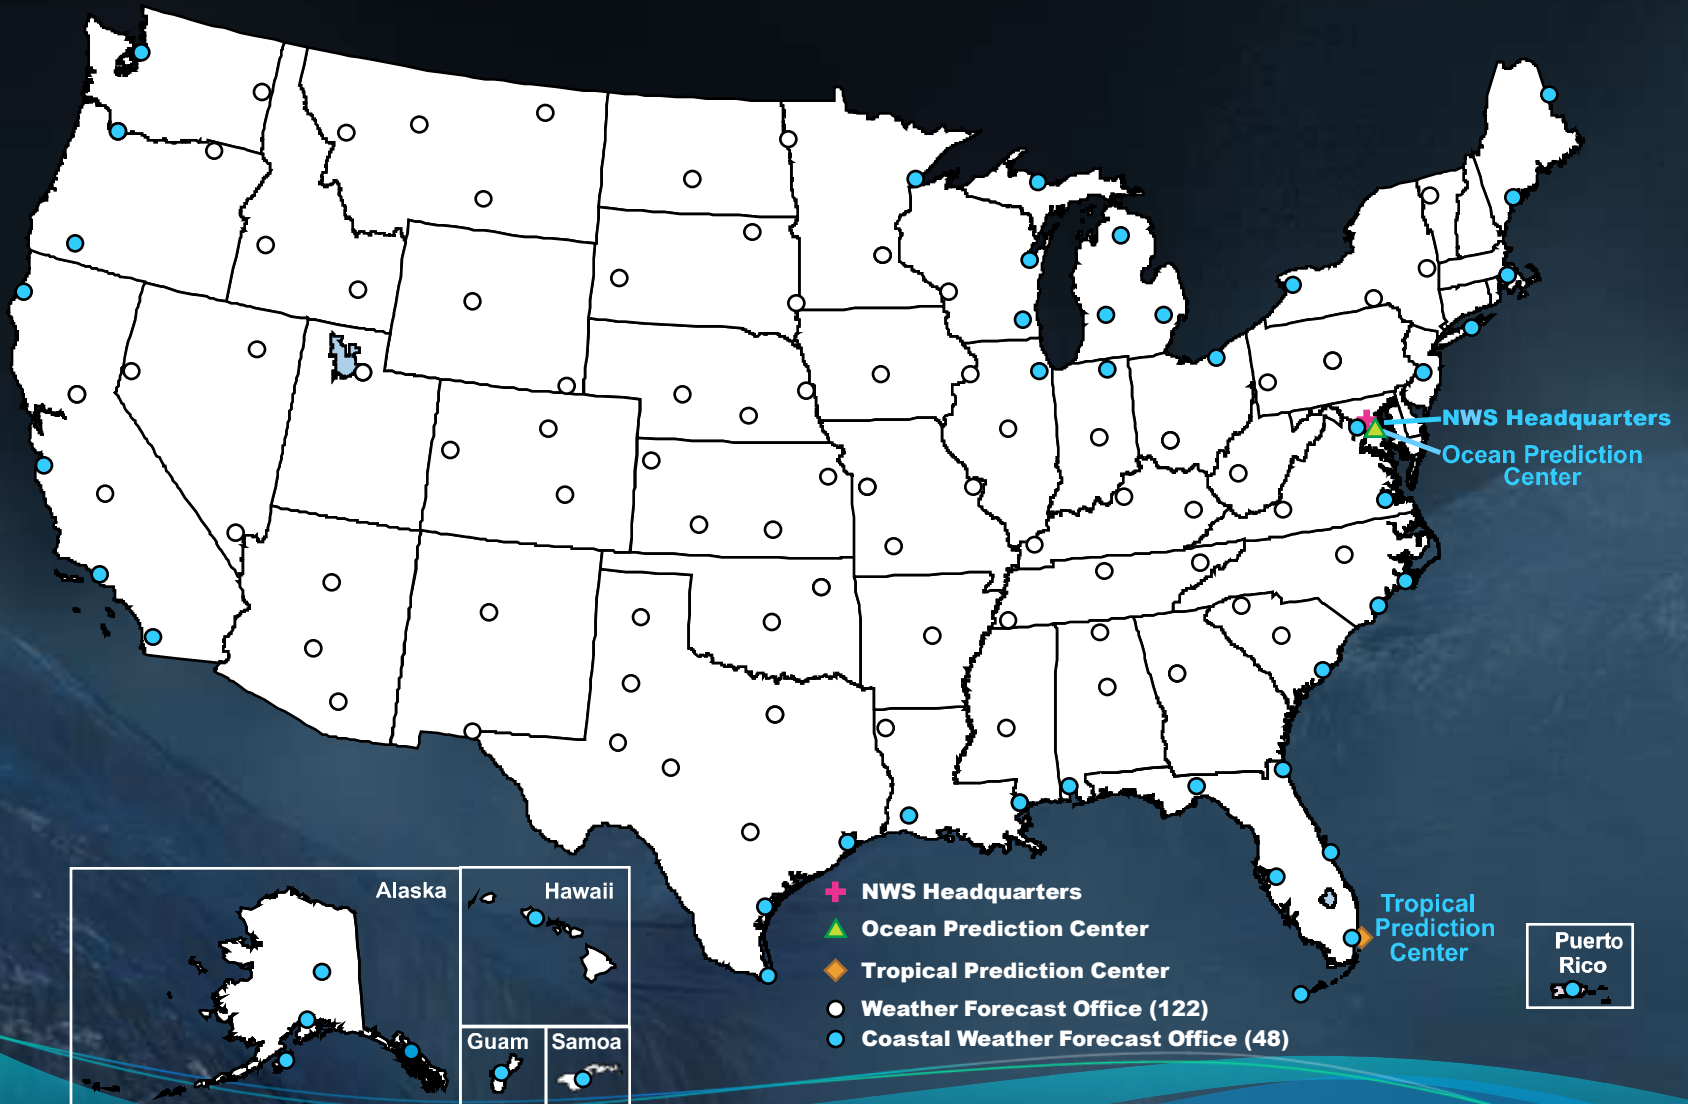 NWS Headquarters
Ocean Prediction
Center
Alaska
Hawaii
Guam
Samoa
NWS Headquarters
Ocean Prediction Center
Tropical Prediction Center
Weather Forecast Office (122)
Coastal Weather Forecast Office (48)
Tropical
Prediction
Center
Puerto
Rico